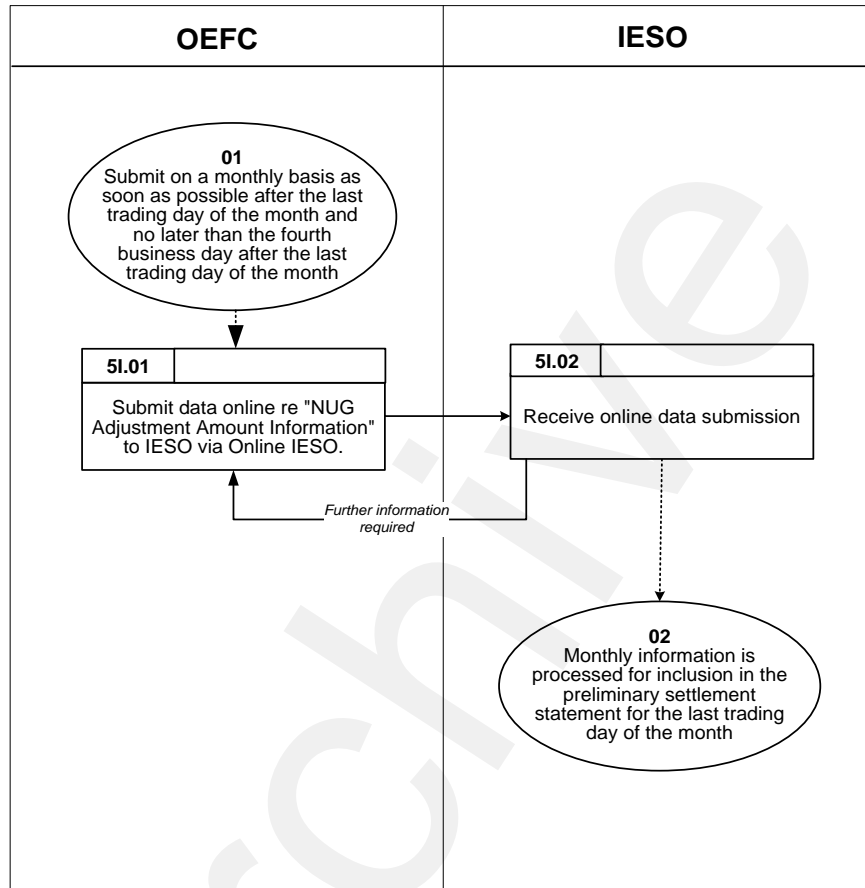 OEFC
IESO
01
Submit on a monthly basis as
soon as possible after the last
trading day of the month and
no later than the fourth
business day after the last
trading day of the month
5I.01
Submit data online re "NUG
Adjustment Amount Information"
to IESO via Online IESO.
5I.02
Receive online data submission
Further information
required
02
Monthly information is
processed for inclusion in the
preliminary settlement
statement for the last trading
day of the month
chive